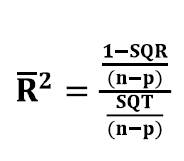 1−SQR
(n−p)
R̅² =
SQT
(n−p)